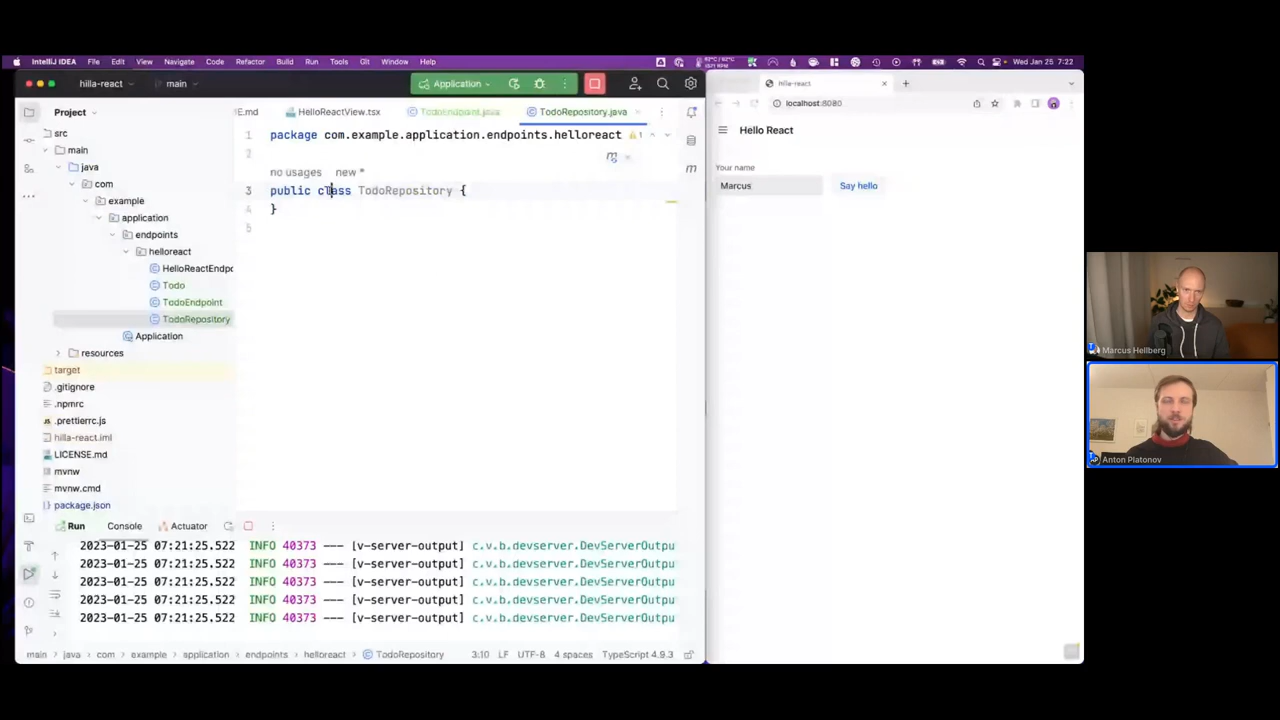 IntelliJ IDEA File Edit View Navigate Code Refactor Build Run Tools Git Window Help Wed Jan 25 7:22
hilla-react main Application
hilla-react
localhost:8080
Project
E.md HelloReactView.tsx TodoEndpoint.java TodoRepository.java
src
main
java
com
example
application
endpoints
helloreact
HelloReactEndpo
Todo
TodoEndpoint
TodoRepository
Application
resources
target
.gitignore
.npmrc
.prettierrc.js
hilla-react.iml
LICENSE.md
mvnw
mvnw.cmd
package.json
1 package com.example.application.endpoints.helloreact 1
2
no usages new *
3 public class TodoRepository {
4 }
5
Hello React
Your name
Marcus Say hello
Marcus Hellberg
Anton Platonov
Run Console Actuator
2023-01-25 07:21:25.522 INFO 40373 --- [v-server-output] c.v.b.devserver.DevServerOutpu
2023-01-25 07:21:25.522 INFO 40373 --- [v-server-output] c.v.b.devserver.DevServerOutpu
2023-01-25 07:21:25.522 INFO 40373 --- [v-server-output] c.v.b.devserver.DevServerOutpu
2023-01-25 07:21:25.522 INFO 40373 --- [v-server-output] c.v.b.devserver.DevServerOutpu
2023-01-25 07:21:25.522 INFO 40373 --- [v-server-output] c.v.b.devserver.DevServerOutpu
main java com example application endpoints helloreact TodoRepository 3:10 LF UTF-8 4 spaces TypeScript 4.9.3